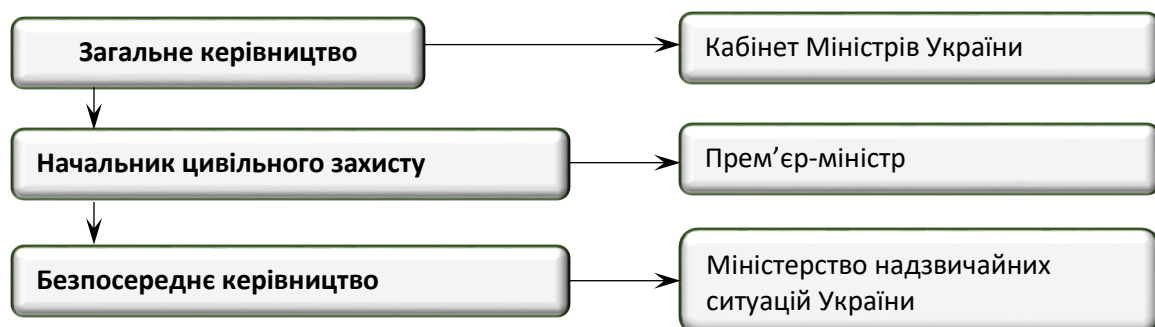 Загальне керівництво
Кабінет Міністрів України
Начальник цивільного захисту
Прем’єр-міністр
Безпосереднє керівництво
Міністерство надзвичайних
ситуацій України